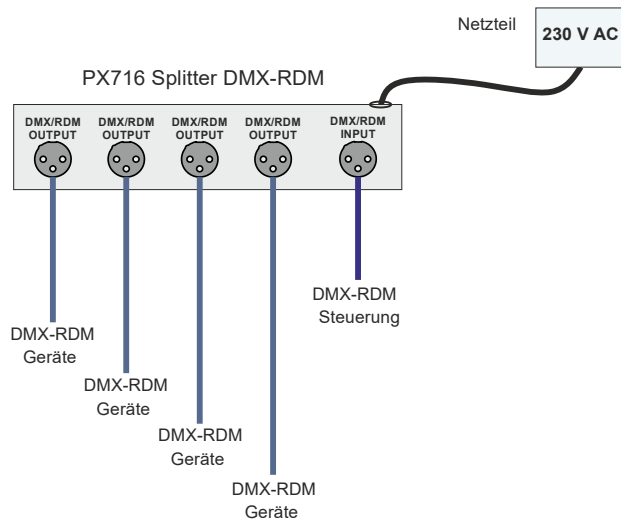 Netzteil
230 V AC
PX716 Splitter DMX-RDM
DMX/RDM
OUTPUT
DMX/RDM
OUTPUT
DMX/RDM
OUTPUT
DMX/RDM
OUTPUT
DMX/RDM
INPUT
DMX-RDM
Steuerung
DMX-RDM
Geräte
DMX-RDM
Geräte
DMX-RDM
Geräte
DMX-RDM
Geräte